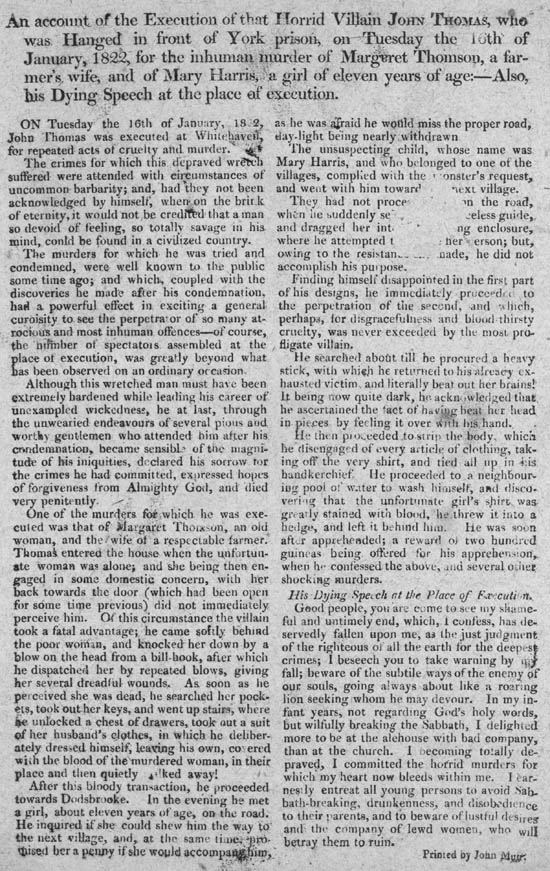 An account of the Execution of that Horrid Villain JOHN THOMAS, who
was Hanged in front of York prison, on Tuesday the 16th of
January, 1822, for the inhuman murder of Margaret Thomson, a far-
mer's wife, and of Mary Harris, a girl of eleven years of age:—Also,
his Dying Speech at the place of execution.
ON Tuesday the 16th of January, 1822,
John Thomas was executed at Whitehaven,
for repeated acts of cruelty and murder.
The crimes for which this depraved wretch
suffered were attended with circumstances of
uncommon barbarity; and, had they not been
acknowledged by himself, when on the brink
of eternity, it would not be credited that a man
so devoid of feeling, so totally savage in his
mind, could be found in a civilized country.
The murders for which he was tried and
condemned, were well known to the public
some time ago; and which, coupled with the
discoveries he made after his condemnation,
had a powerful effect in exciting a general
curoisity to see the perpetrator of so many at-
rocious and most inhuman offences—of course,
the number of spectators assembled at the
place of execution, was greatly beyond what
has been observed on an ordinary occasion.
Although this wretched man must have been
extremely hardened while leading his career of
unexampled wickedness, he at last, through
the unwearied endeavours of several pious and
worthy gentlemen who attended him after his
condemnation, became sensible of the magni-
tude of his iniquities, declared his sorrow for
the crimes he had committed, expressed hopes
of forgiveness from Almighty God, and died
very penitently.
One of the murders for which he was exe-
cuted was that of Margaret Thomson, an old
woman, and the wife of a respectable farmer.
Thomas entered the house when the unfortun-
ate woman was alone; and she being then en-
gaged in some domestic concern, with her
back towards the door (which had been open
for some time previous) did not immediately
perceive him. Of this circumstance the villain
took a fatal advantage; he came softly behind
the poor woman, and knocked her down by a
blow on the head from a bill-hook, after which
he dispatched her by repeated blows, giving
her several dreadful wounds. As soon as he
perceived she was dead, he searched her pock-
ets, took out her keys, and went up stairs, where
he unlocked a chest of drawers, took out a suit
of her husband's clothes, in which he deliber-
ately dressed himself, leaving his own, covered
with the blood of the murdered woman, in their
place and then quietly walked away!
After this bloody transaction, he proceeded
towards Dodsbrooke. In the evening he met
a girl, about eleven years of age, on the road.
He inquired if she could shew him the way to
the next village, and, at the same time, pro-
mised her a penny if she would accompany him,
as he was afraid he would miss the proper road,
day-light being nearly withdrawn
The unsuspecting child, whose name was
Mary Harris, and who belonged to one of the
villages, complied with the monster's request,
and went with him toward next village.
They had not proce on the road,
when he suddenly se celess guide,
and dragged her int ng enclosure,
where he attempted t her person; but,
owing to the resistan made, he did not
accomplish his purpose.
Finding himself disappointed in the first part
of his designs, he immediately proceeded to
the perpetration of the second, and which,
perhaps, for disgracefulness and blood-thirsty
cruelty, was never exceeded by the most pro-
fligate villain.
He searched about till he procured a heavy
stick, with which he returned to his already ex-
hausted victim, and literally beat out her brains!
It being now quite dark, he acknowledged that
he ascertained the fact of having beat her head
in pieces by feeling it over with his hand.
He then proceeded to strip the body, which
he disengaged of every article of clothing, tak-
ing off the very shirt, and tied all up in his
handkerchief. He proceeded to a neighbour-
ing pool of water to wash himself, and disco-
vering that the unfortunate girl's shirt was
greatly stained with blood, he threw it into a
hedge, and left it behind him. He was soon
after apprehended; a reward of two hundred
guineas being offered for his apprehension,
when he confessed the above, and several other
shocking murders.
His Dying Speech at the Place of Execution.
Good people, you are come to see my shame-
ful and untimely end, which, I confess, has de-
servedly fallen upon me, as the just judgment
of the righteous of all the earth for the deepest
crimes; I beseech you to take warning by my
fall; beware of the subtile ways of the enemy of
our souls, going always about like a roaring
lion seeking whom he may devour. In my in-
fant years, not regarding God's holy words,
but wilfully breaking the Sabbath, I delighted
more to be at the alehouse with bad company,
than at the church. I becoming totally de-
praved, I committed the horrid murders for
which my heart now bleeds within me. I ear-
nestly entreat all young persons to avoid Sab-
bath-breaking, drunkenness, and disobedience
to their parents, and to beware of lustful desires
and the company of lewd women, who will
betray them to ruin.
Printed by John Muir.